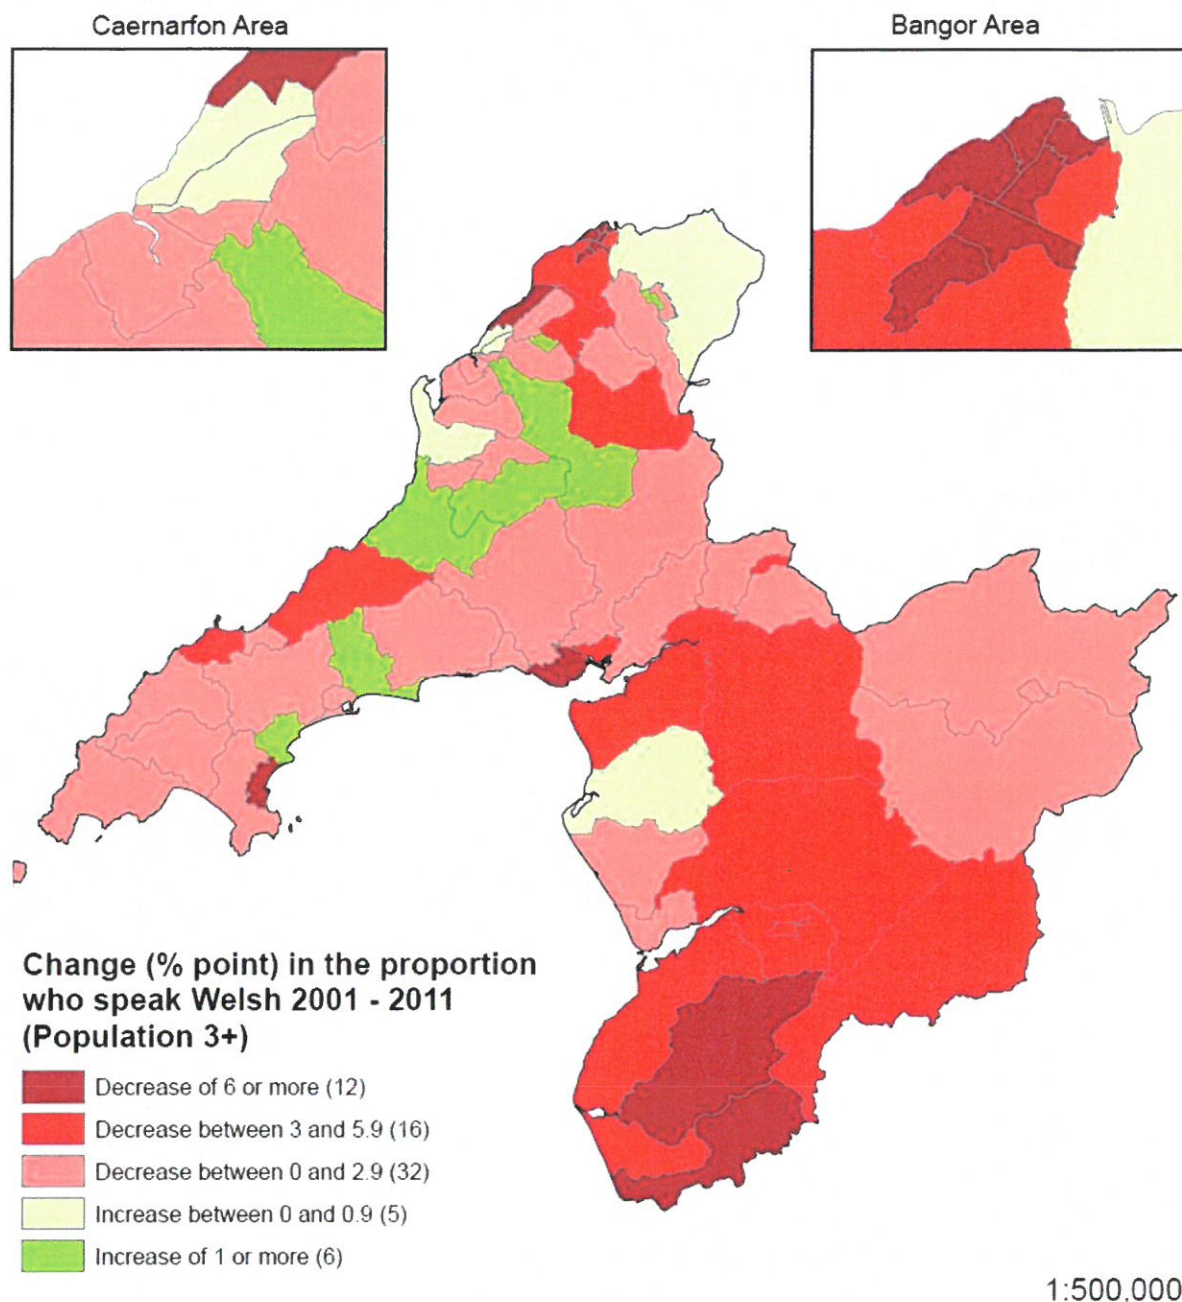 Caernarfon Area
Bangor Area
Change (% point) in the proportion
who speak Welsh 2001 - 2011
(Population 3+)
Decrease of 6 or more (12)
Decrease between 3 and 5.9 (16)
Decrease between 0 and 2.9 (32)
Increase between 0 and 0.9 (5)
Increase of 1 or more (6)
1:500,000